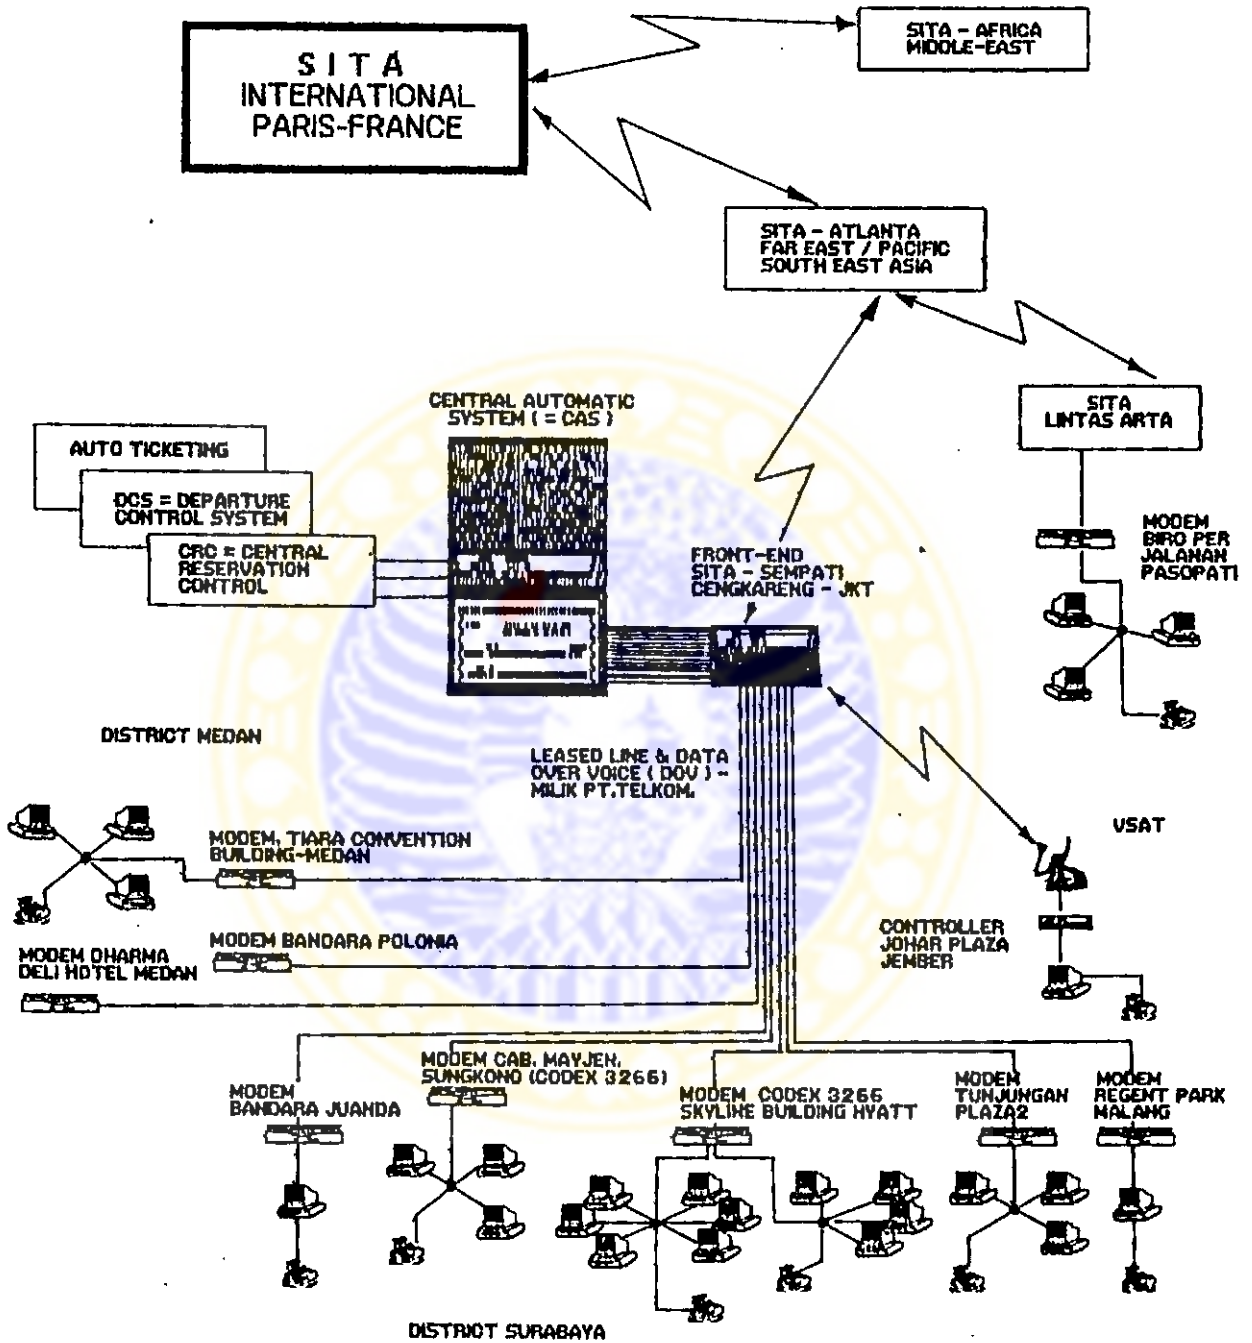 S I T A
INTERNATIONAL
PARIS-FRANCE
SITA - AFRICA
MIDDLE-EAST
SITA - ATLANTA
FAR EAST / PACIFIC
SOUTH EAST ASIA
SITA
LINTAS ARTA
CENTRAL AUTOMATIC
SYSTEM ( = CAS )
AUTO TICKETING
DCS = DEPARTURE
CONTROL SYSTEM
CRC = CENTRAL
RESERVATION
CONTROL
FRONT-END
SITA - SEMPATI
CENGKARENG - JKT
MODEM
BIRO PER
JALANAN
PASOPATI
DISTRICT MEDAN
LEASED LINE & DATA
OVER VOICE ( DOV ) -
MILIK PT.TELKOM.
VSAT
MODEM, TIARA CONVENTION
BUILDING-MEDAN
CONTROLLER
JOHAR PLAZA
JEMBER
MODEM BANDARA POLONIA
MODEM DHARMA
DELI HOTEL MEDAN
MODEM
BANDARA JUANDA
MODEM CAB. MAYJEN.
SUNGKONO (CODEX 3266)
MODEM CODEX 3266
SKYLINE BUILDING HYATT
MODEM
TUNJUNGAN
PLAZA2
MODEM
REGENT PARK
MALANG
DISTRICT SURABAYA